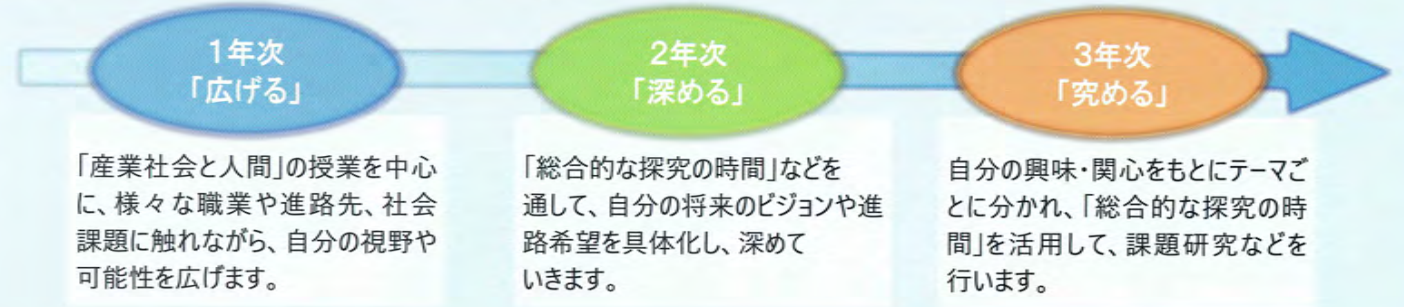 1年次
「広げる」
「産業社会と人間」の授業を中心
に、様々な職業や進路先、社会
課題に触れながら、自分の視野や
可能性を広げます。
2年次
「深める」
「総合的な探究の時間」などを
通して、自分の将来のビジョンや進
路希望を具体化し、深めて
いきます。
3年次
「究める」
自分の興味・関心をもとにテーマご
とに分かれ、「総合的な探究の時
間」を活用して、課題研究などを
行います。